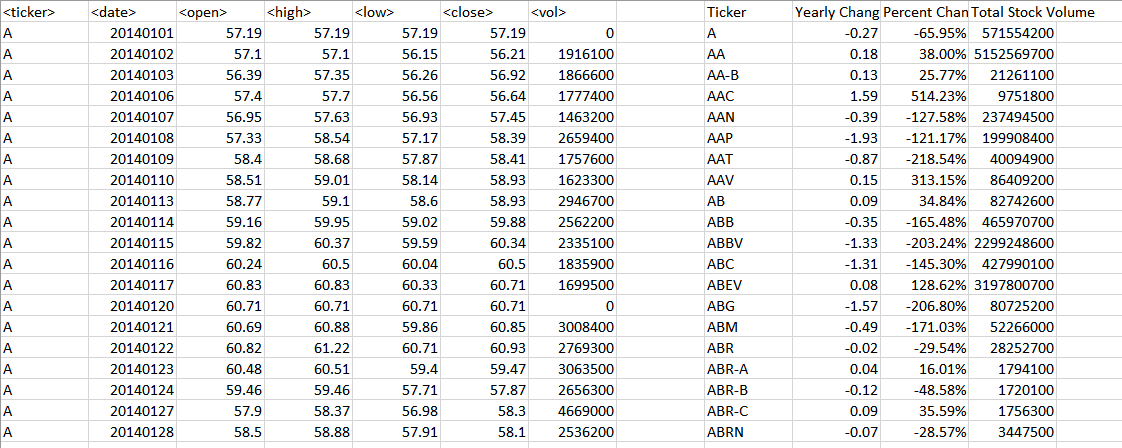 <ticker> <date> <open> <high> <low> <close> <vol> Ticker Yearly Chang Percent Chan Total Stock Volume
A 20140101 57.19 57.19 57.19 57.19 0 A -0.27 -65.95% 571554200
A 20140102 57.1 57.1 56.15 56.21 1916100 AA 0.18 38.00% 5152569700
A 20140103 56.39 57.35 56.26 56.92 1866600 AA-B 0.13 25.77% 21261100
A 20140106 57.4 57.7 56.56 56.64 1777400 AAC 1.59 514.23% 9751800
A 20140107 56.95 57.63 56.93 57.45 1463200 AAN -0.39 -127.58% 237494500
A 20140108 57.33 58.54 57.17 58.39 2659400 AAP -1.93 -121.17% 199908400
A 20140109 58.4 58.68 57.87 58.41 1757600 AAT -0.87 -218.54% 40094900
A 20140110 58.51 59.01 58.14 58.93 1623300 AAV 0.15 313.15% 86409200
A 20140113 58.77 59.1 58.6 58.93 2946700 AB 0.09 34.84% 82742600
A 20140114 59.16 59.95 59.02 59.88 2562200 ABB -0.35 -165.48% 465970700
A 20140115 59.82 60.37 59.59 60.34 2335100 ABBV -1.33 -203.24% 2299248600
A 20140116 60.24 60.5 60.04 60.5 1835900 ABC -1.31 -145.30% 427990100
A 20140117 60.83 60.83 60.33 60.71 1699500 ABEV 0.08 128.62% 3197800700
A 20140120 60.71 60.71 60.71 60.71 0 ABG -1.57 -206.80% 80725200
A 20140121 60.69 60.88 59.86 60.85 3008400 ABM -0.49 -171.03% 52266000
A 20140122 60.82 61.22 60.71 60.93 2769300 ABR -0.02 -29.54% 28252700
A 20140123 60.48 60.51 59.4 59.47 3063500 ABR-A 0.04 16.01% 1794100
A 20140124 59.46 59.46 57.71 57.87 2656300 ABR-B -0.12 -48.58% 1720100
A 20140127 57.9 58.37 56.98 58.3 4669000 ABR-C 0.09 35.59% 1756300
A 20140128 58.5 58.88 57.91 58.1 2536200 ABRN -0.07 -28.57% 3447500